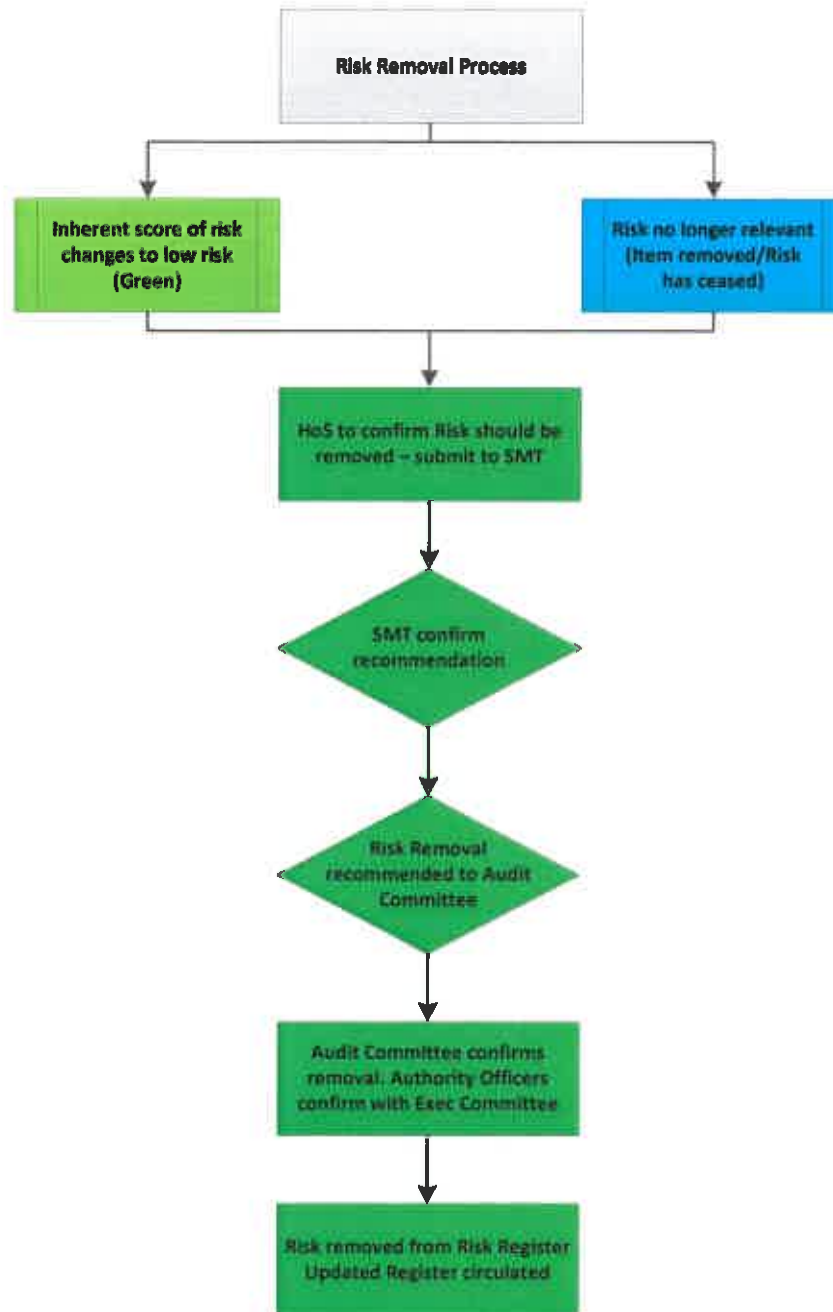 Risk Removal Process
Inherent score of risk
changes to low risk
(Green)
Risk no longer relevant
(Item removed/Risk
has ceased)
HoS to confirm Risk should be
removed – submit to SMT
SMT confirm
recommendation
Risk Removal
recommended to Audit
Committee
Audit Committee confirms
removal. Authority Officers
confirm with Exec Committee
Risk removed from Risk Register
Updated Register circulated